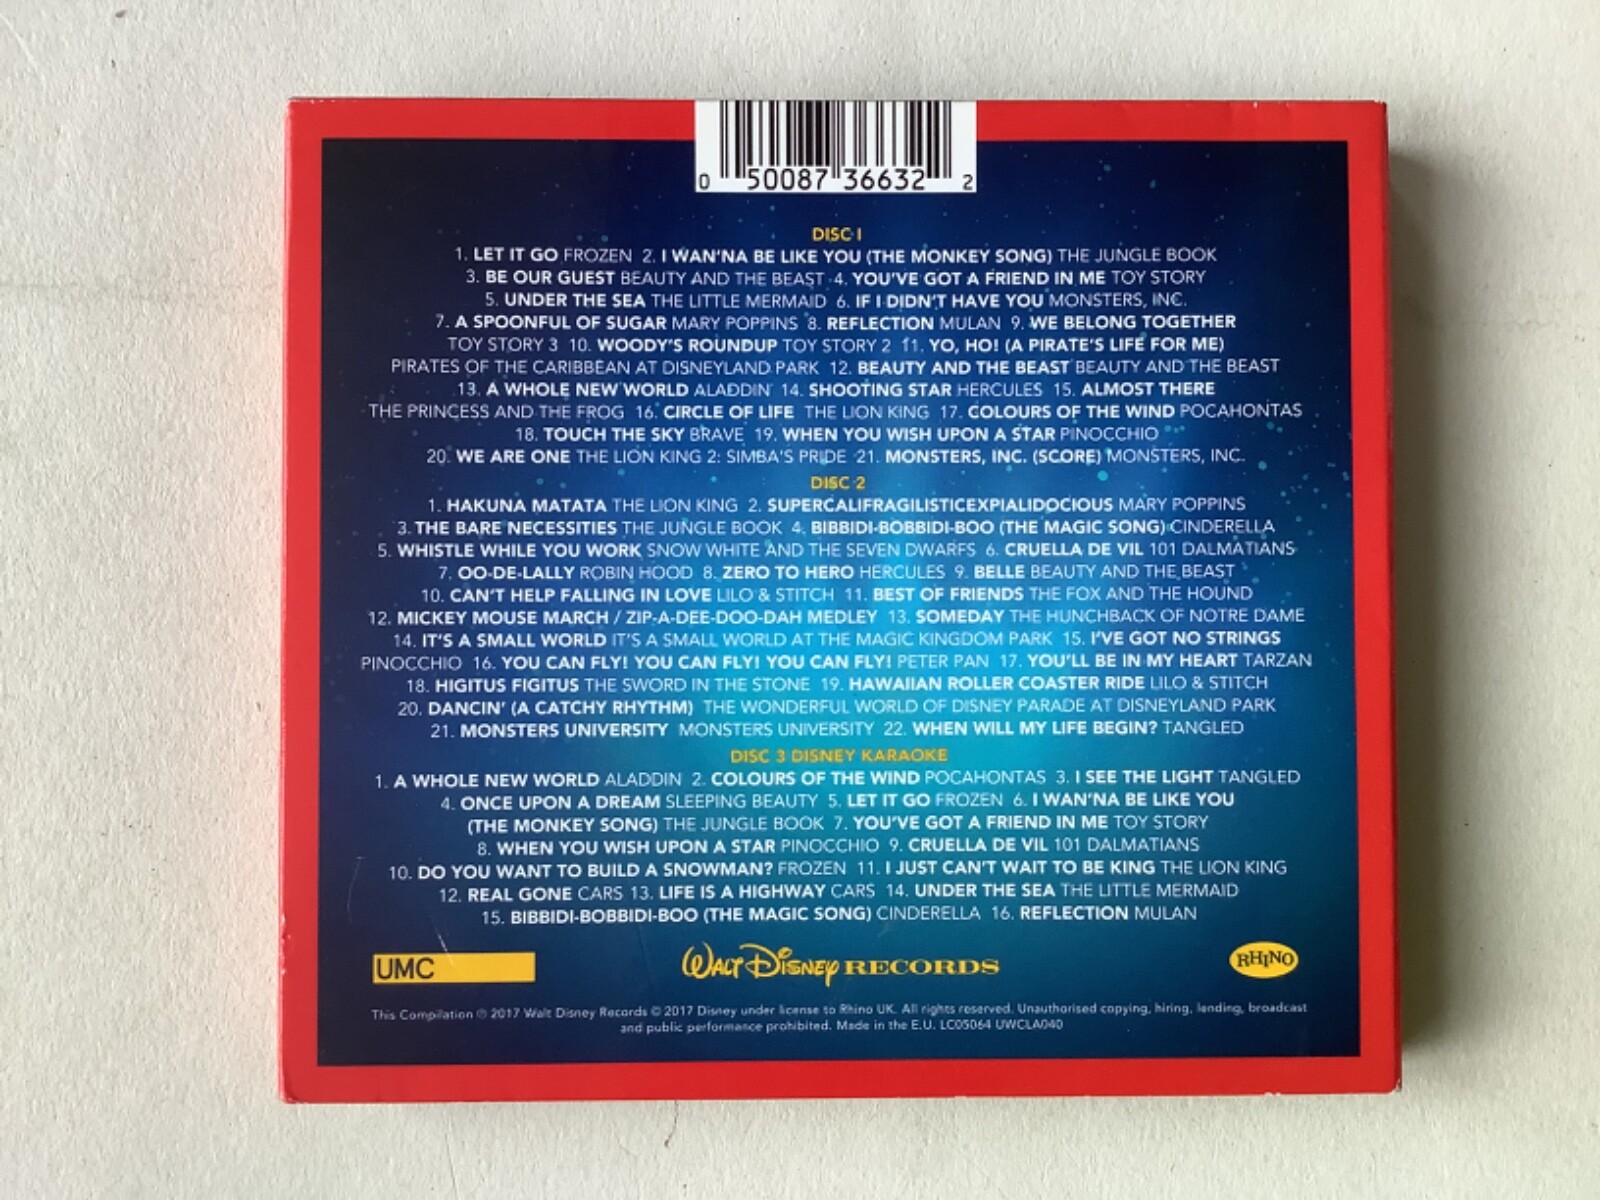 0 50087 36632 2
DISC 1
1. LET IT GO FROZEN 2. I WAN'NA BE LIKE YOU (THE MONKEY SONG) THE JUNGLE BOOK
3. BE OUR GUEST BEAUTY AND THE BEAST 4. YOU'VE GOT A FRIEND IN ME TOY STORY
5. UNDER THE SEA THE LITTLE MERMAID 6. IF I DIDN'T HAVE YOU MONSTERS, INC.
7. A SPOONFUL OF SUGAR MARY POPPINS 8. REFLECTION MULAN 9. WE BELONG TOGETHER
TOY STORY 3 10. WOODY'S ROUNDUP TOY STORY 2 11. YO, HO! (A PIRATE'S LIFE FOR ME)
PIRATES OF THE CARIBBEAN AT DISNEYLAND PARK 12. BEAUTY AND THE BEAST BEAUTY AND THE BEAST
13. A WHOLE NEW WORLD ALADDIN 14. SHOOTING STAR HERCULES 15. ALMOST THERE
THE PRINCESS AND THE FROG 16. CIRCLE OF LIFE THE LION KING 17. COLOURS OF THE WIND POCAHONTAS
18. TOUCH THE SKY BRAVE 19. WHEN YOU WISH UPON A STAR PINOCCHIO
20. WE ARE ONE THE LION KING 2: SIMBA'S PRIDE 21. MONSTERS, INC. (SCORE) MONSTERS, INC.
DISC 2
1. HAKUNA MATATA THE LION KING 2. SUPERCALIFRAGILISTICEXPIALIDOCIOUS MARY POPPINS
3. THE BARE NECESSITIES THE JUNGLE BOOK 4. BIBBIDI-BOBBIDI-BOO (THE MAGIC SONG) CINDERELLA
5. WHISTLE WHILE YOU WORK SNOW WHITE AND THE SEVEN DWARFS 6. CRUELLA DE VIL 101 DALMATIANS
7. OO-DE-LALLY ROBIN HOOD 8. ZERO TO HERO HERCULES 9. BELLE BEAUTY AND THE BEAST
10. CAN'T HELP FALLING IN LOVE LILO & STITCH 11. BEST OF FRIENDS THE FOX AND THE HOUND
12. MICKEY MOUSE MARCH / ZIP-A-DEE-DOO-DAH MEDLEY 13. SOMEDAY THE HUNCHBACK OF NOTRE DAME
14. IT'S A SMALL WORLD IT'S A SMALL WORLD AT THE MAGIC KINGDOM PARK 15. I'VE GOT NO STRINGS
PINOCCHIO 16. YOU CAN FLY! YOU CAN FLY! YOU CAN FLY! PETER PAN 17. YOU'LL BE IN MY HEART TARZAN
18. HIGITUS FIGITUS THE SWORD IN THE STONE 19. HAWAIIAN ROLLER COASTER RIDE LILO & STITCH
20. DANCIN' (A CATCHY RHYTHM) THE WONDERFUL WORLD OF DISNEY PARADE AT DISNEYLAND PARK
21. MONSTERS UNIVERSITY MONSTERS UNIVERSITY 22. WHEN WILL MY LIFE BEGIN? TANGLED
DISC 3 DISNEY KARAOKE
1. A WHOLE NEW WORLD ALADDIN 2. COLOURS OF THE WIND POCAHONTAS 3. I SEE THE LIGHT TANGLED
4. ONCE UPON A DREAM SLEEPING BEAUTY 5. LET IT GO FROZEN 6. I WAN'NA BE LIKE YOU
(THE MONKEY SONG) THE JUNGLE BOOK 7. YOU'VE GOT A FRIEND IN ME TOY STORY
8. WHEN YOU WISH UPON A STAR PINOCCHIO 9. CRUELLA DE VIL 101 DALMATIANS
10. DO YOU WANT TO BUILD A SNOWMAN? FROZEN 11. I JUST CAN'T WAIT TO BE KING THE LION KING
12. REAL GONE CARS 13. LIFE IS A HIGHWAY CARS 14. UNDER THE SEA THE LITTLE MERMAID
15. BIBBIDI-BOBBIDI-BOO (THE MAGIC SONG) CINDERELLA 16. REFLECTION MULAN
UMC WALT DISNEY RECORDS RHINO
This Compilation ℗ 2017 Walt Disney Records © 2017 Disney under license to Rhino UK. All rights reserved. Unauthorised copying, hiring, lending, broadcast
and public performance prohibited. Made in the E.U. LC05064 UWCLA040